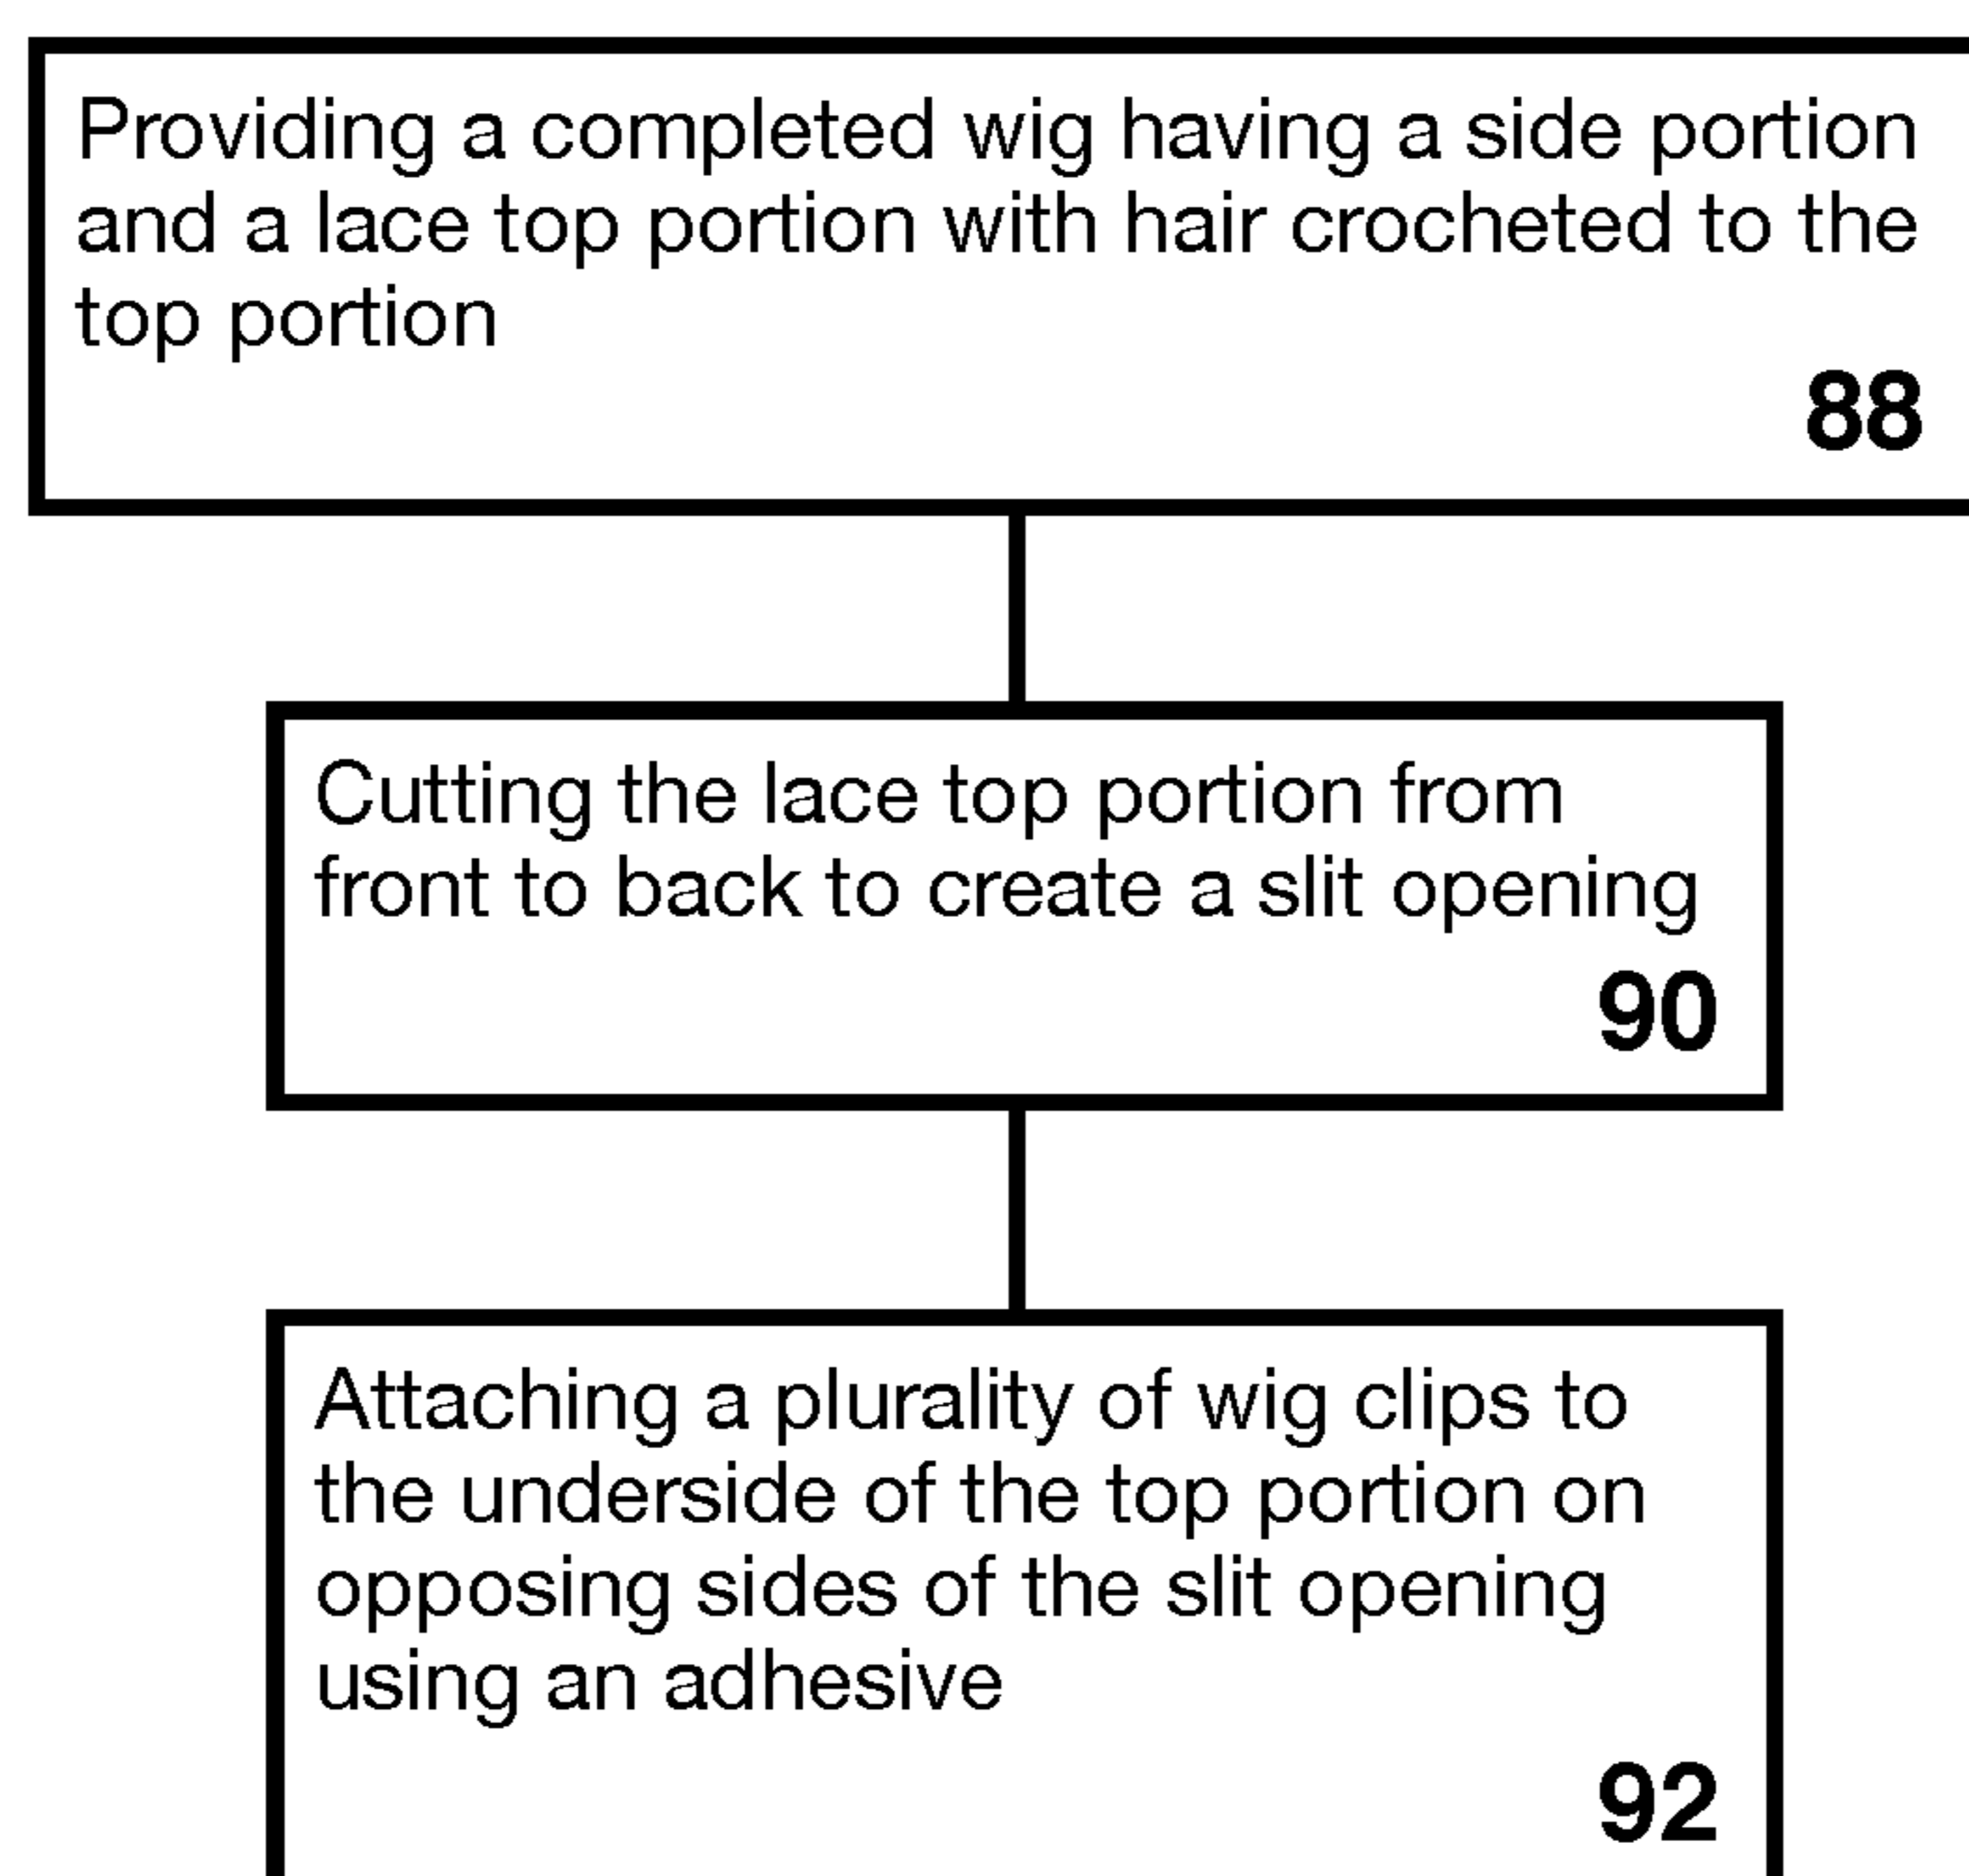 Providing a completed wig having a side portion
and a lace top portion with hair crocheted to the
top portion
88
Cutting the lace top portion from
front to back to create a slit opening
90
Attaching a plurality of wig clips to
the underside of the top portion on
opposing sides of the slit opening
using an adhesive
92